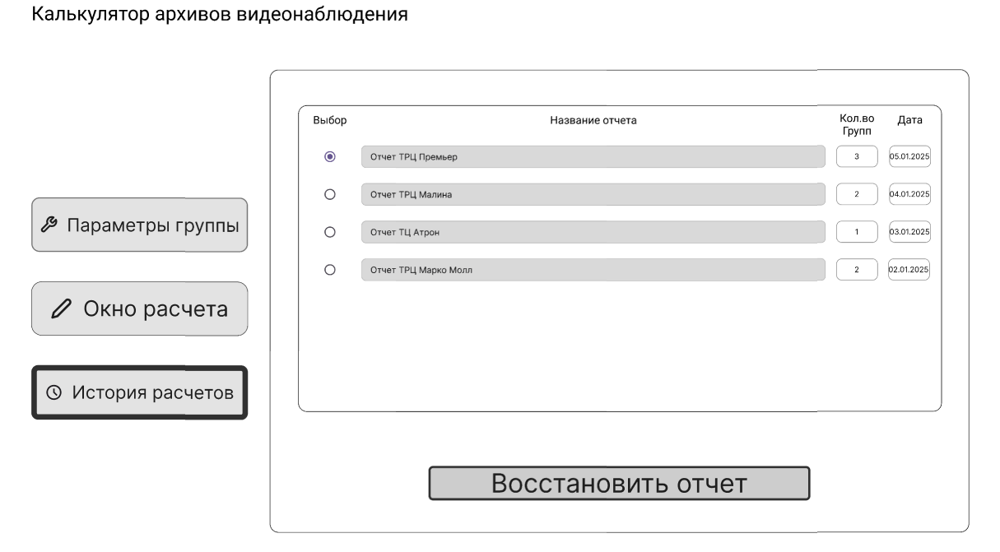 Калькулятор архивов видеонаблюдения
Выбор Название отчета Кол.во Групп Дата
Отчет ТРЦ Премьер 3 05.01.2025
Отчет ТРЦ Малина 2 04.01.2025
Отчет ТЦ Атрон 1 03.01.2025
Отчет ТРЦ Марко Молл 2 02.01.2025
Параметры группы
Окно расчета
История расчетов
Восстановить отчет